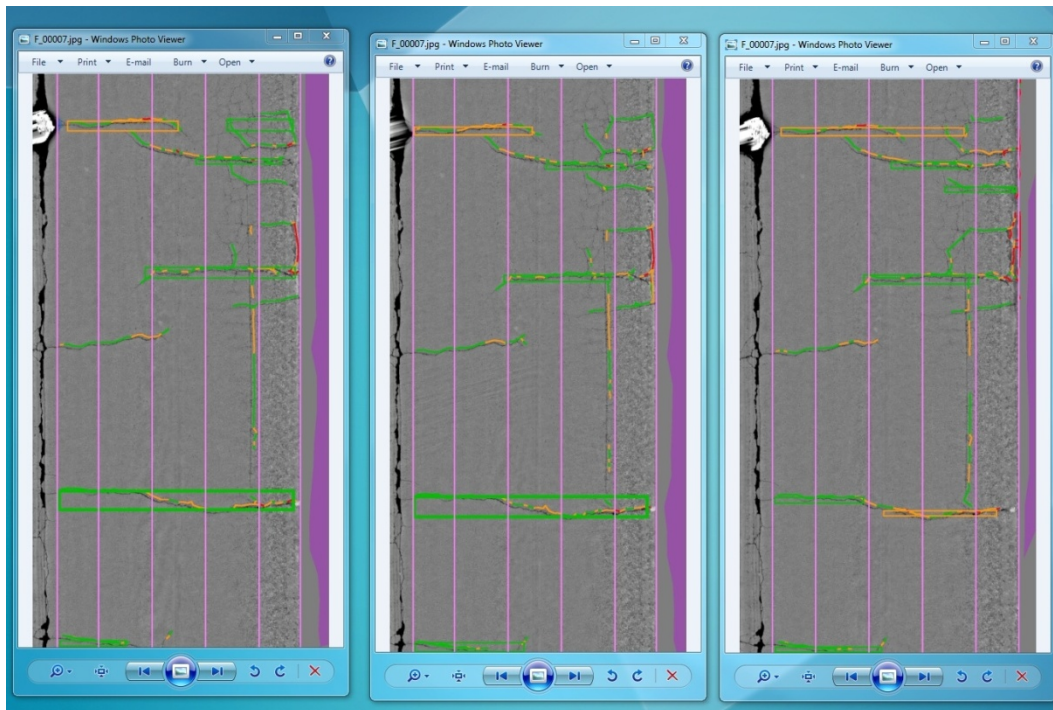 F_00007.jpg - Windows Photo Viewer
File Print E-mail Burn Open
F_00007.jpg - Windows Photo Viewer
File Print E-mail Burn Open
F_00007.jpg - Windows Photo Viewer
File Print E-mail Burn Open